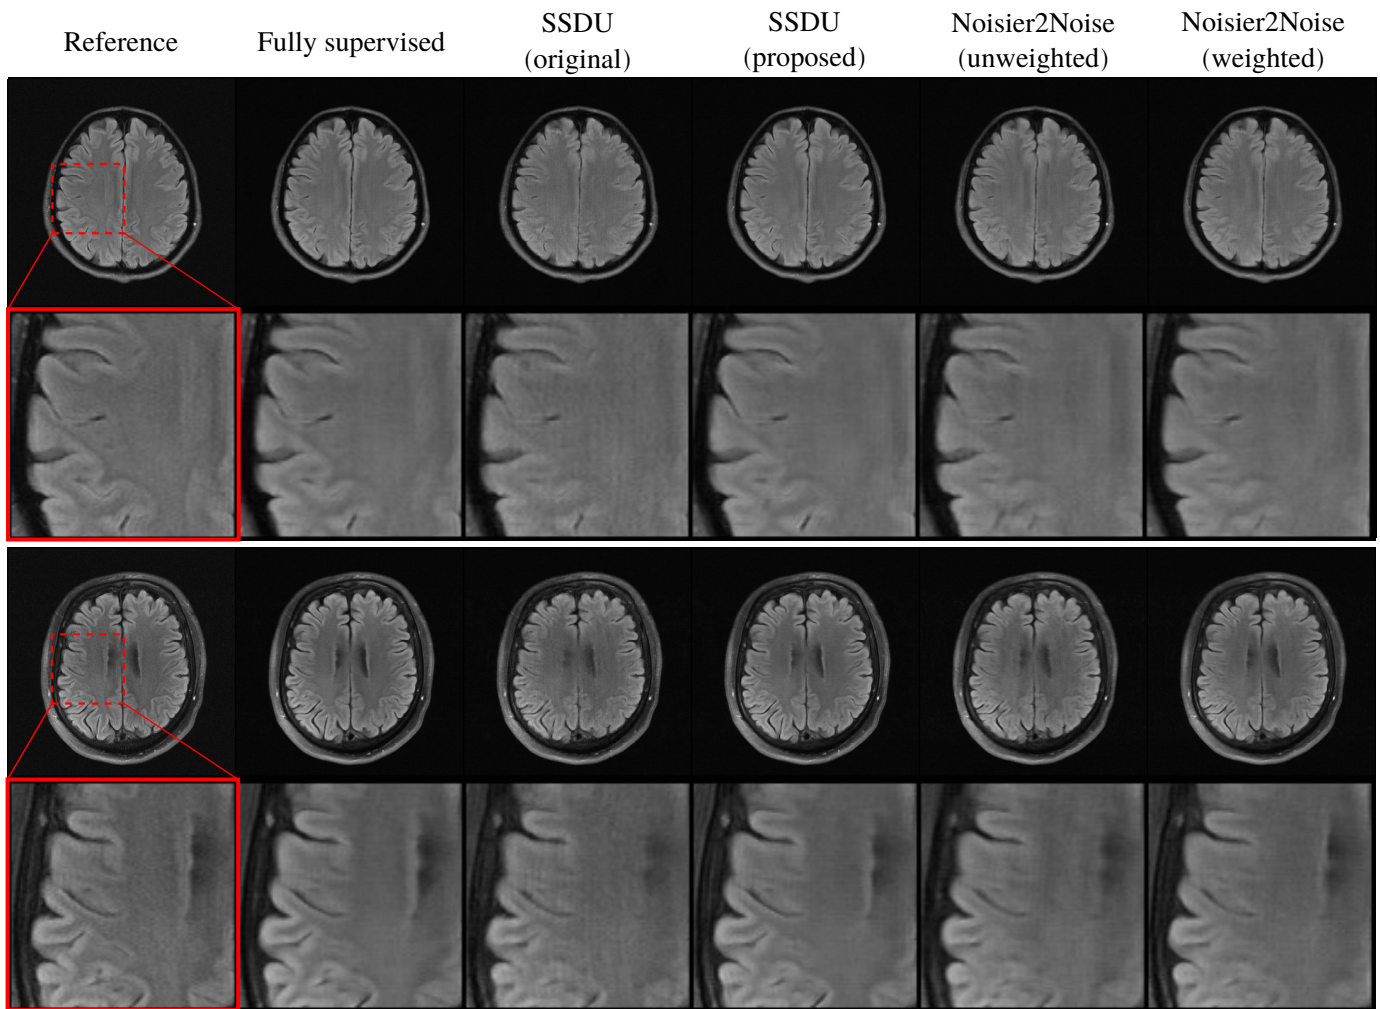 Reference
Fully supervised
SSDU
(original)
SSDU
(proposed)
Noisier2Noise
(unweighted)
Noisier2Noise
(weighted)